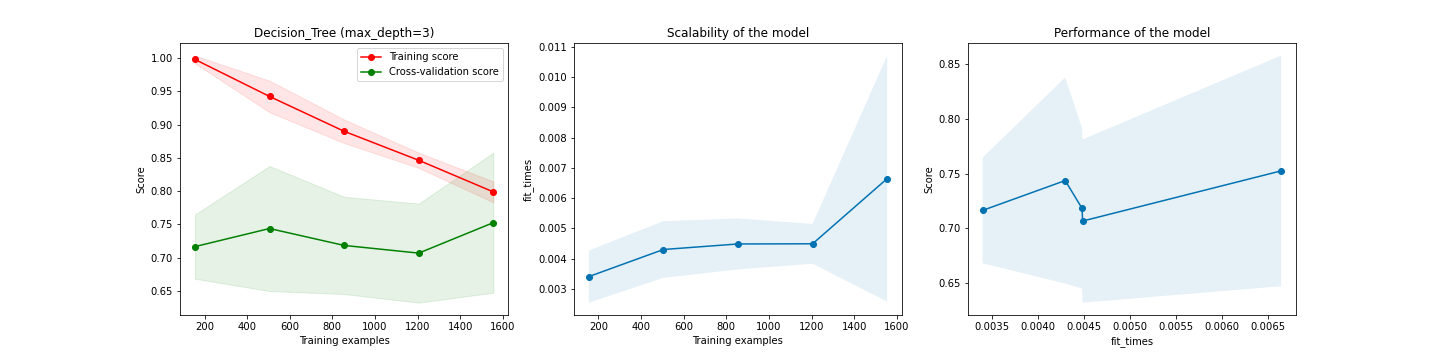 Decision_Tree (max_depth=3)
Training score
Cross-validation score
Score
1.00
0.95
0.90
0.85
0.80
0.75
0.70
0.65
200 400 600 800 1000 1200 1400 1600
Training examples
Scalability of the model
fit_times
0.011
0.010
0.009
0.008
0.007
0.006
0.005
0.004
0.003
200 400 600 800 1000 1200 1400 1600
Training examples
Performance of the model
Score
0.85
0.80
0.75
0.70
0.65
0.0035 0.0040 0.0045 0.0050 0.0055 0.0060 0.0065
fit_times